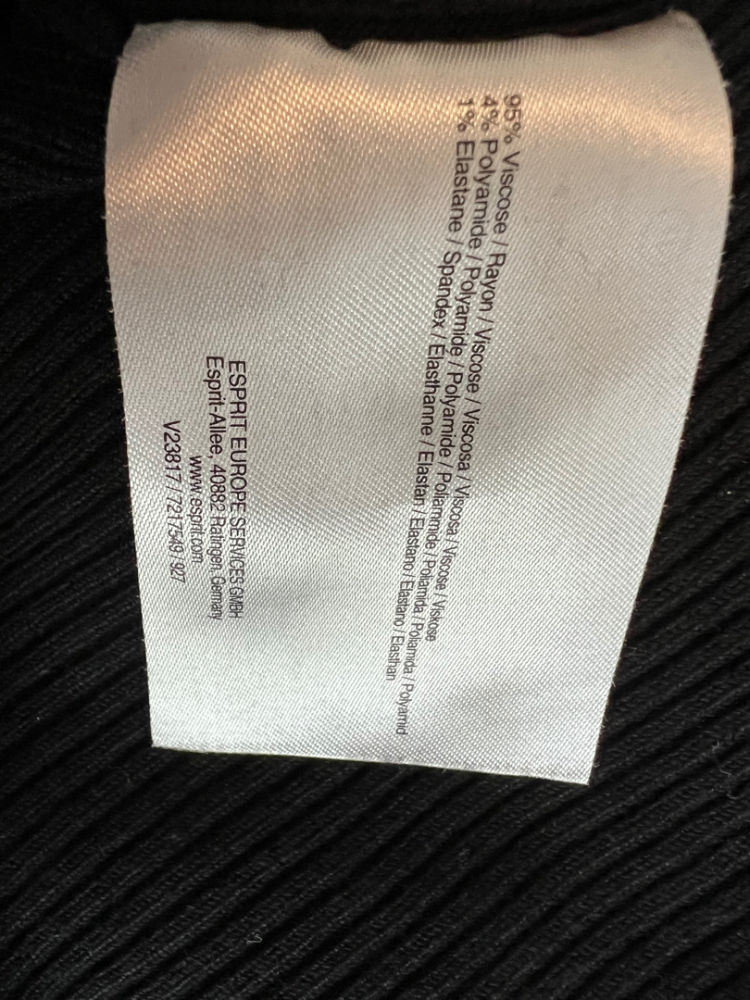 95% Viscose / Rayon / Viscose / Viscosa / Viscosa / Viscose / Viskose
4% Polyamide / Polyamide / Polyamide / Poliammide / Poliamida / Poliamida / Polyamid
1% Elastane / Spandex / Élasthanne / Elastan / Elastano / Elastano / Elasthan
ESPRIT EUROPE SERVICES GMBH
Esprit-Allee, 40882 Ratingen, Germany
www.esprit.com
V23817 / 7217549 / 927